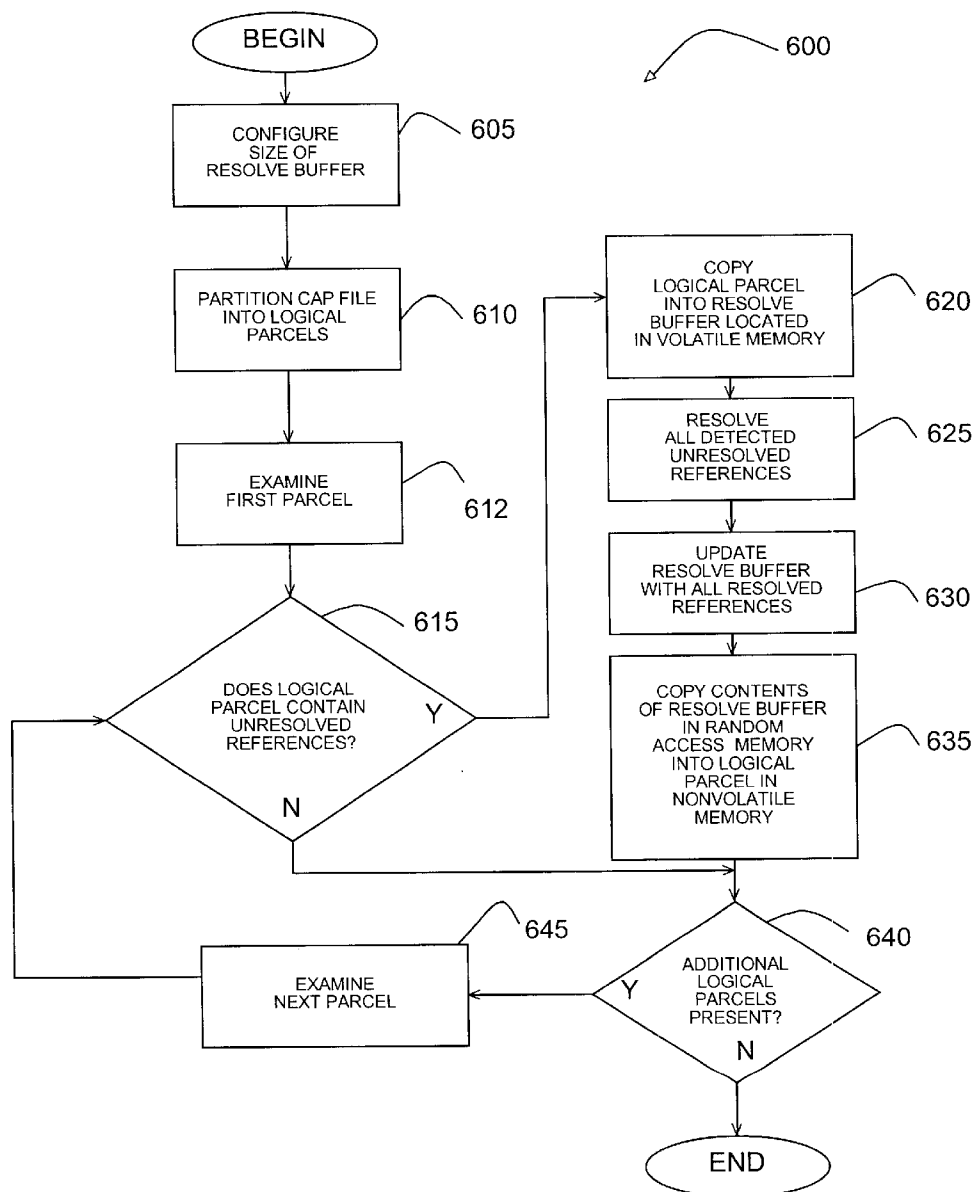 BEGIN
600
CONFIGURE
SIZE OF
RESOLVE BUFFER
605
PARTITION CAP FILE
INTO LOGICAL
PARCELS
610
EXAMINE
FIRST PARCEL
612
DOES LOGICAL
PARCEL CONTAIN
UNRESOLVED
REFERENCES?
615
Y
N
COPY
LOGICAL PARCEL
INTO RESOLVE
BUFFER LOCATED
IN VOLATILE MEMORY
620
RESOLVE
ALL DETECTED
UNRESOLVED
REFERENCES
625
UPDATE
RESOLVE BUFFER
WITH ALL RESOLVED
REFERENCES
630
COPY CONTENTS
OF RESOLVE BUFFER
IN RANDOM
ACCESS MEMORY
INTO LOGICAL
PARCEL IN
NONVOLATILE
MEMORY
635
ADDITIONAL
LOGICAL
PARCELS
PRESENT?
640
Y
N
EXAMINE
NEXT PARCEL
645
END